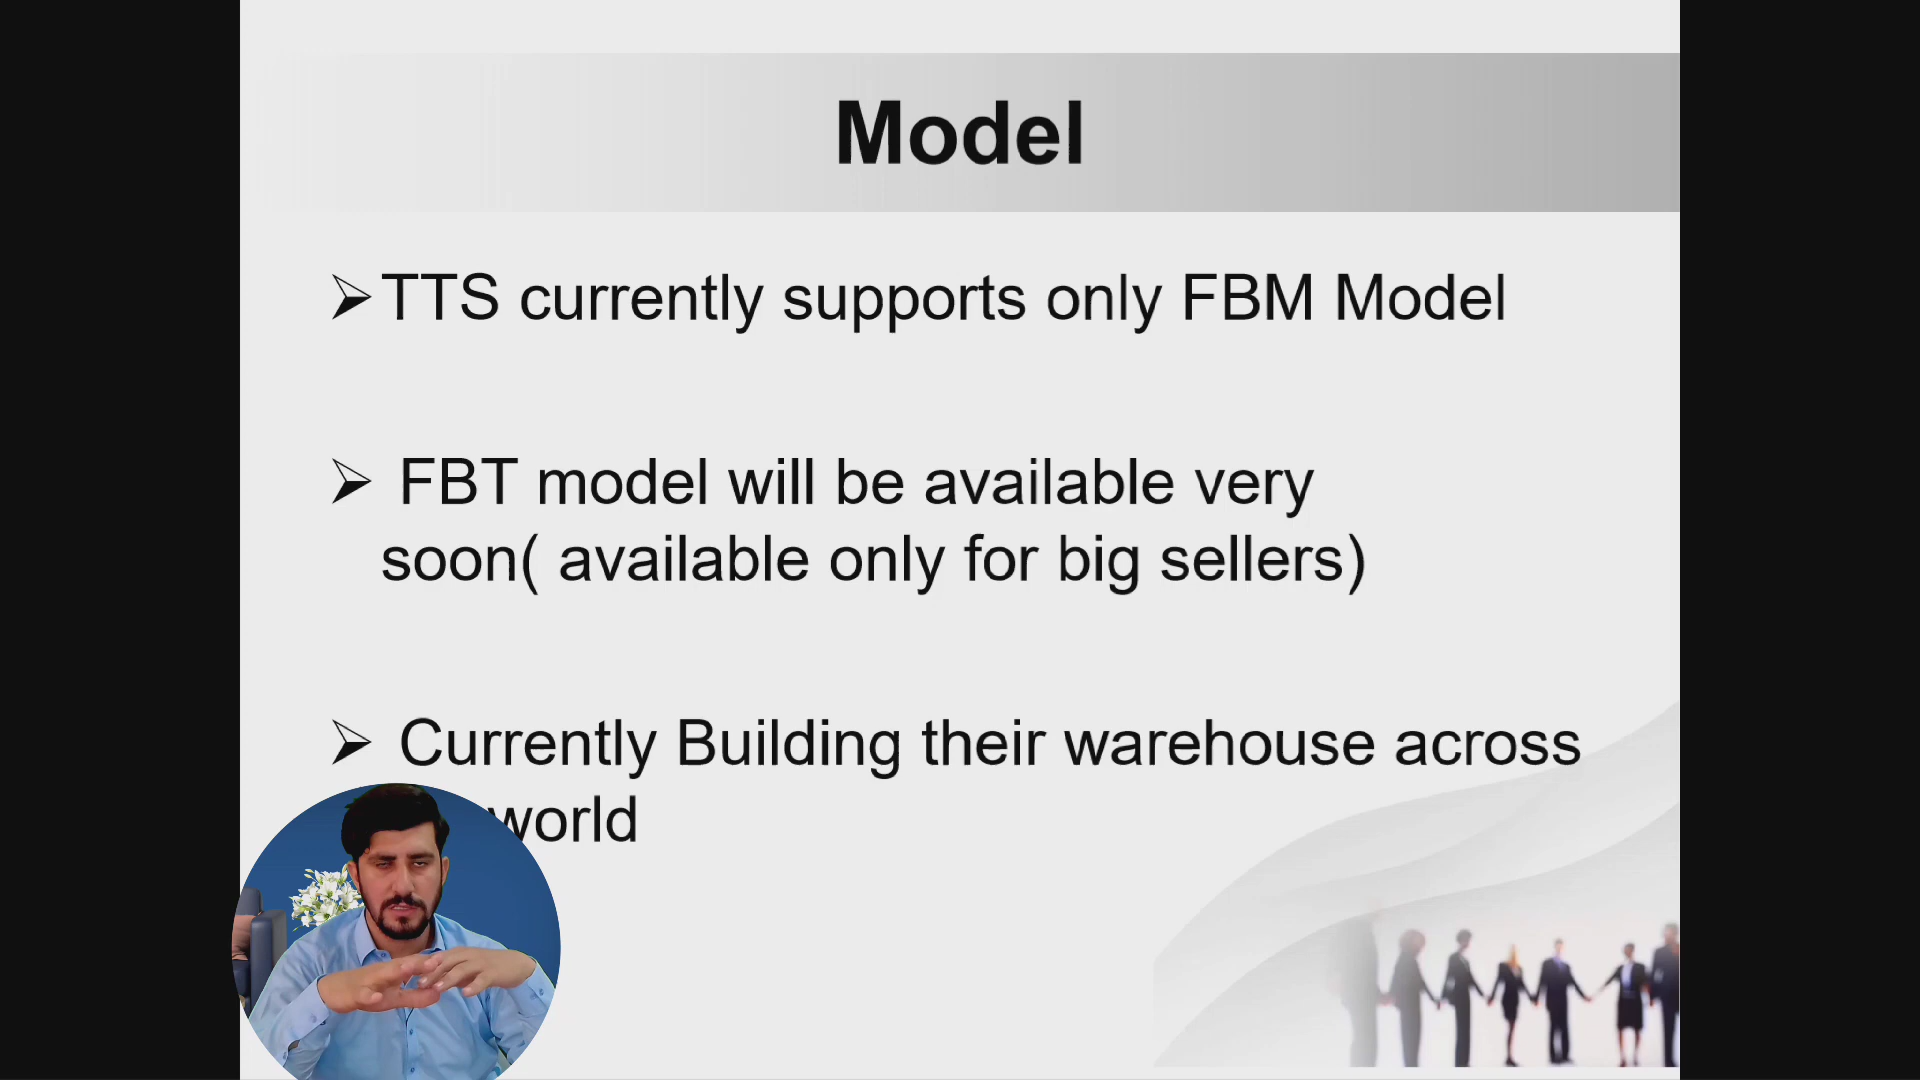 Model
TTS currently supports only FBM Model
FBT model will be available very
soon( available only for big sellers)
Currently Building their warehouse across
world